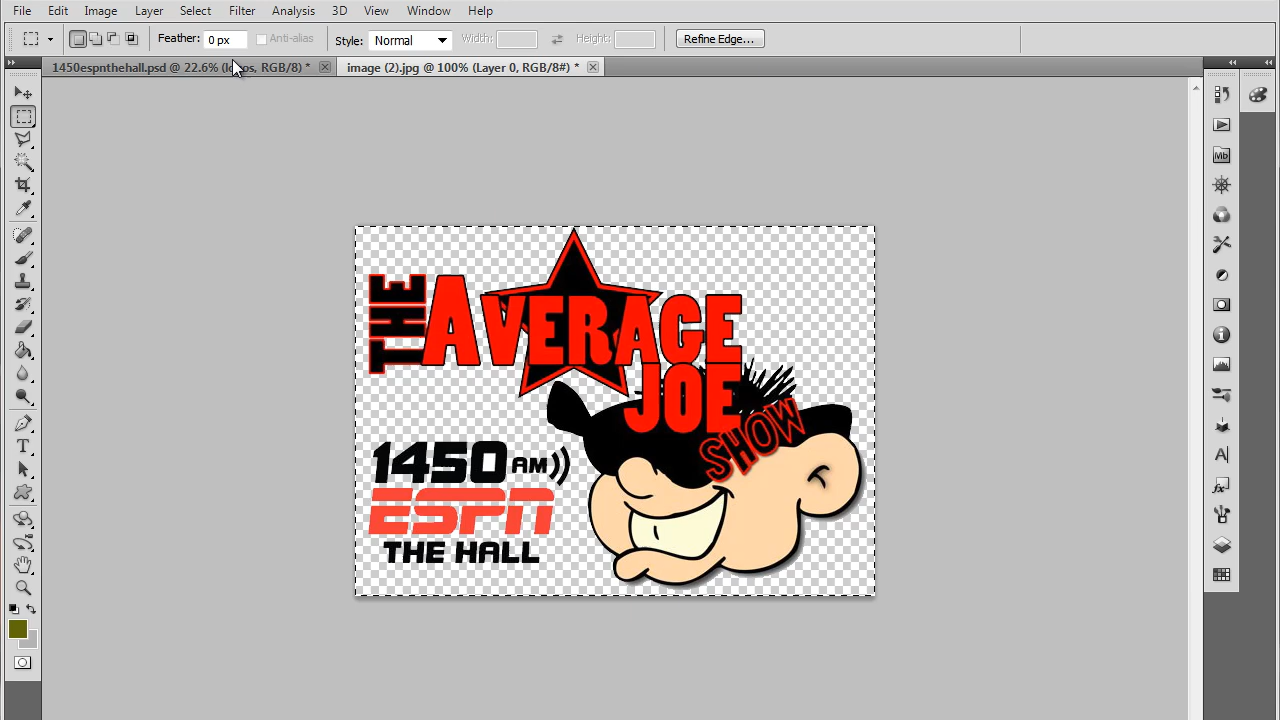 File Edit Image Layer Select Filter Analysis 3D View Window Help
Feather: 0 px Anti-alias Style: Normal Width: Height: Refine Edge...
1450espnthehall.psd @ 22.6% (logos, RGB/8) * image (2).jpg @ 100% (Layer 0, RGB/8#) *
Mb
THE AVERAGE
JOE
SHOW
1450 AM
ESPN
THE HALL